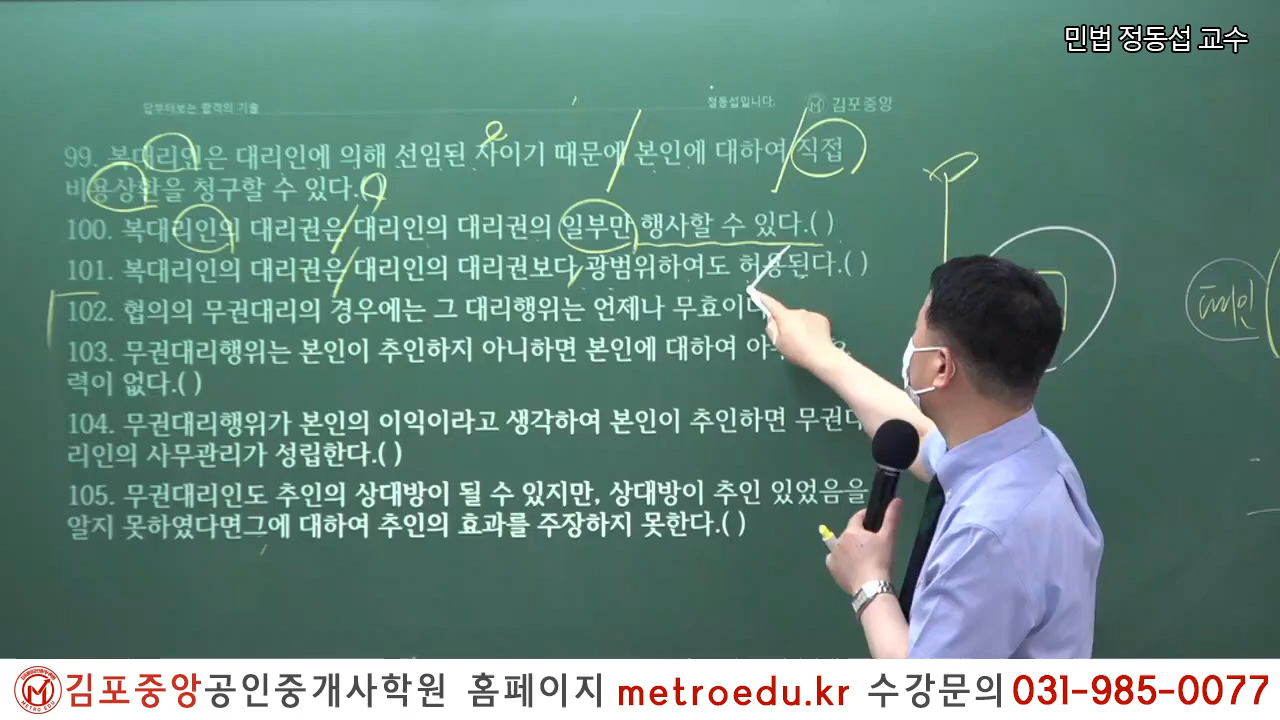 민법 정동섭 교수
답부터보는 합격의 기술
정동섭입니다.
김포중앙
99. 복대리인은 대리인에 의해 선임된 자이기 때문에 본인에 대하여 직접
비용상환을 청구할 수 있다.( )
100. 복대리인의 대리권은 대리인의 대리권의 일부만 행사할 수 있다.( )
101. 복대리인의 대리권은 대리인의 대리권보다 광범위하여도 허용된다.( )
102. 협의의 무권대리의 경우에는 그 대리행위는 언제나 무효이다
103. 무권대리행위는 본인이 추인하지 아니하면 본인에 대하여
력이 없다.( )
104. 무권대리행위가 본인의 이익이라고 생각하여 본인이 추인하면 무권대
리인의 사무관리가 성립한다.( )
105. 무권대리인도 추인의 상대방이 될 수 있지만, 상대방이 추인 있었음을
알지 못하였다면그에 대하여 추인의 효과를 주장하지 못한다.( )
김포중앙공인중개사학원 홈페이지 metroedu.kr 수강문의 031-985-0077